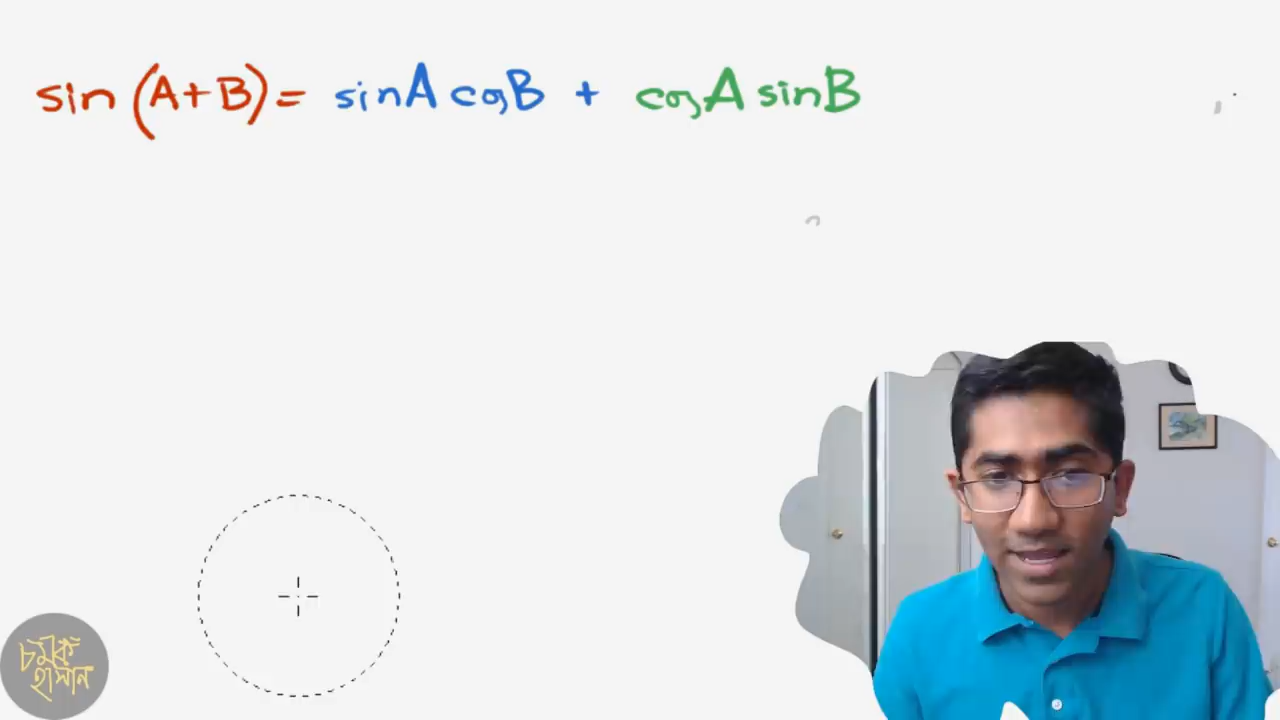 sin (A+B) = sinA cosB + cosA sinB
চমক
হাসান